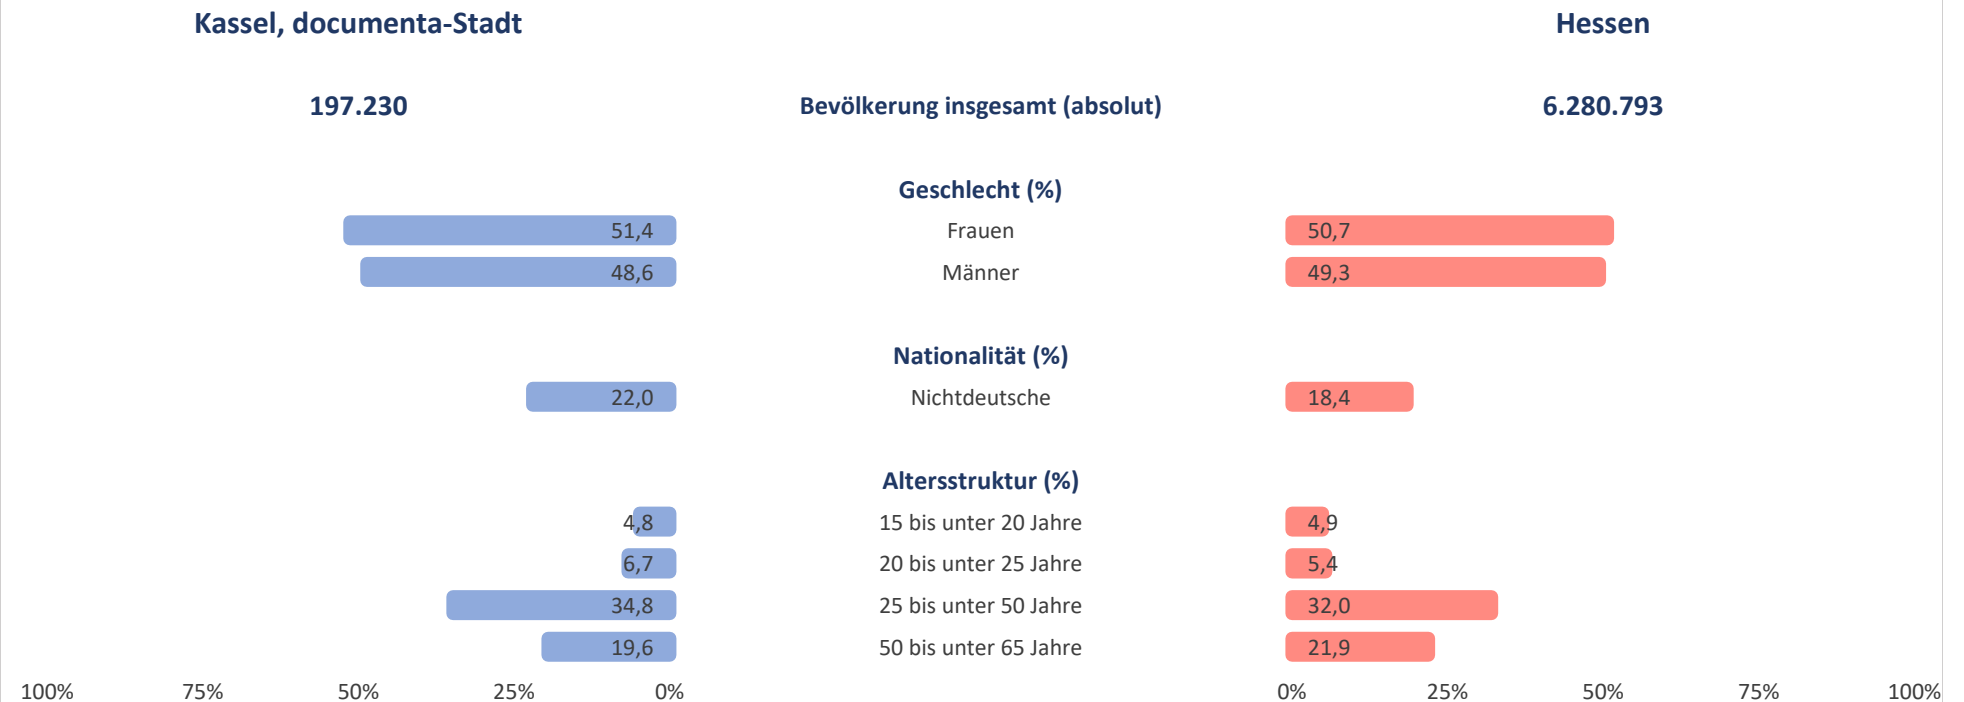 Kassel, documenta-Stadt Hessen
197.230 Bevölkerung insgesamt (absolut) 6.280.793
Geschlecht (%)
51,4 Frauen 50,7
48,6 Männer 49,3
Nationalität (%)
22,0 Nichtdeutsche 18,4
Altersstruktur (%)
4,8 15 bis unter 20 Jahre 4,9
6,7 20 bis unter 25 Jahre 5,4
34,8 25 bis unter 50 Jahre 32,0
19,6 50 bis unter 65 Jahre 21,9
100% 75% 50% 25% 0% 0% 25% 50% 75% 100%